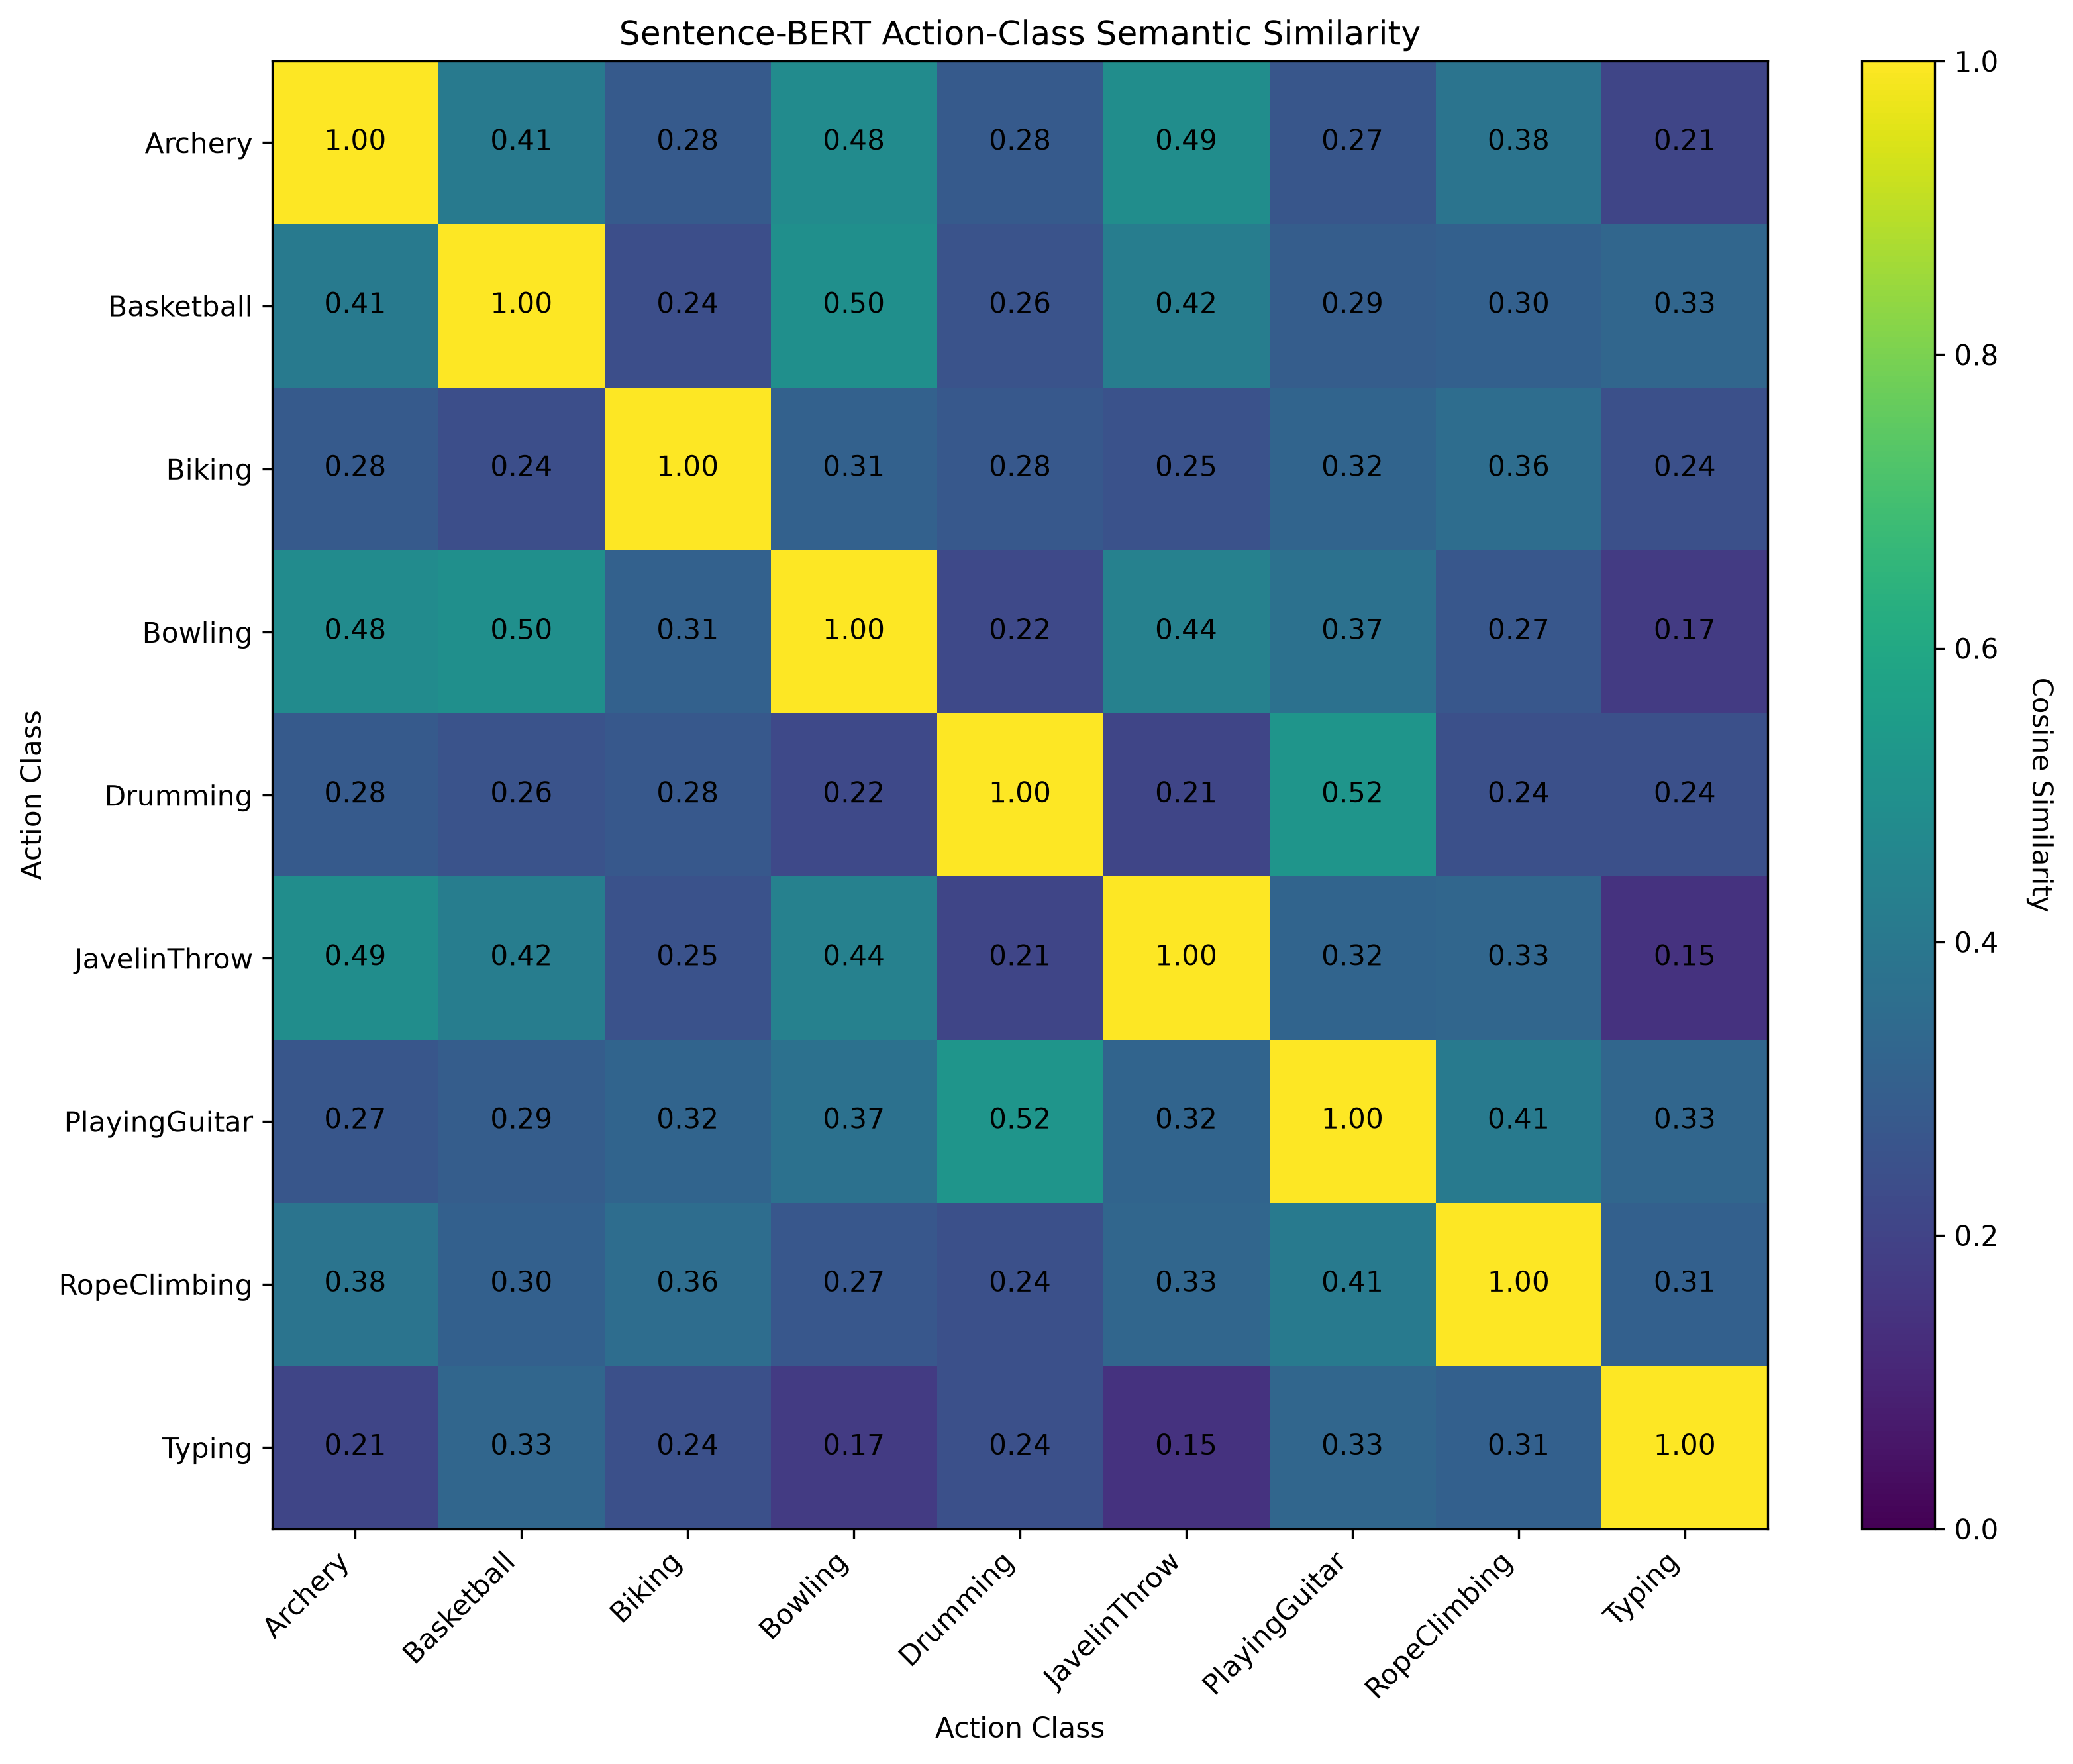 Sentence-BERT Action-Class Semantic Similarity
Archery 1.00 0.41 0.28 0.48 0.28 0.49 0.27 0.38 0.21
Basketball 0.41 1.00 0.24 0.50 0.26 0.42 0.29 0.30 0.33
Biking 0.28 0.24 1.00 0.31 0.28 0.25 0.32 0.36 0.24
Bowling 0.48 0.50 0.31 1.00 0.22 0.44 0.37 0.27 0.17
Drumming 0.28 0.26 0.28 0.22 1.00 0.21 0.52 0.24 0.24
JavelinThrow 0.49 0.42 0.25 0.44 0.21 1.00 0.32 0.33 0.15
PlayingGuitar 0.27 0.29 0.32 0.37 0.52 0.32 1.00 0.41 0.33
RopeClimbing 0.38 0.30 0.36 0.27 0.24 0.33 0.41 1.00 0.31
Typing 0.21 0.33 0.24 0.17 0.24 0.15 0.33 0.31 1.00
Archery Basketball Biking Bowling Drumming JavelinThrow PlayingGuitar RopeClimbing Typing
Action Class
Action Class
1.0
0.8
0.6
0.4
0.2
0.0
Cosine Similarity